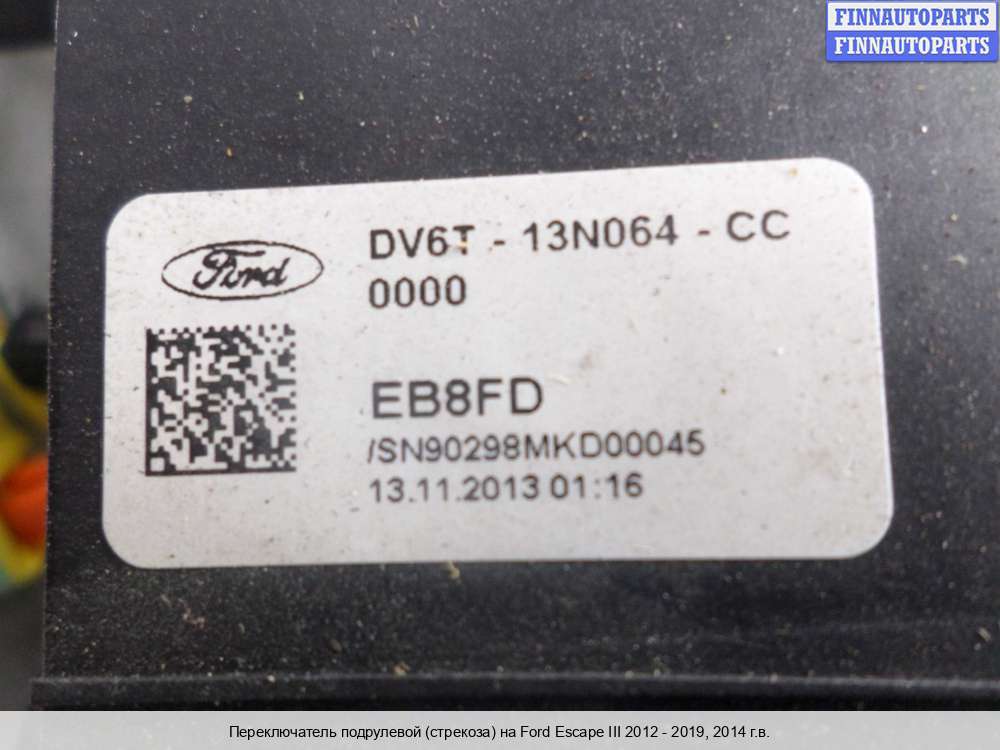 FINNAUTOPARTS
FINNAUTOPARTS
Ford
DV6T - 13N064 - CC
0000
EB8FD
/SN90298MKD00045
13.11.2013 01:16
Переключатель подрулевой (стрекоза) на Ford Escape III 2012 - 2019, 2014 г.в.